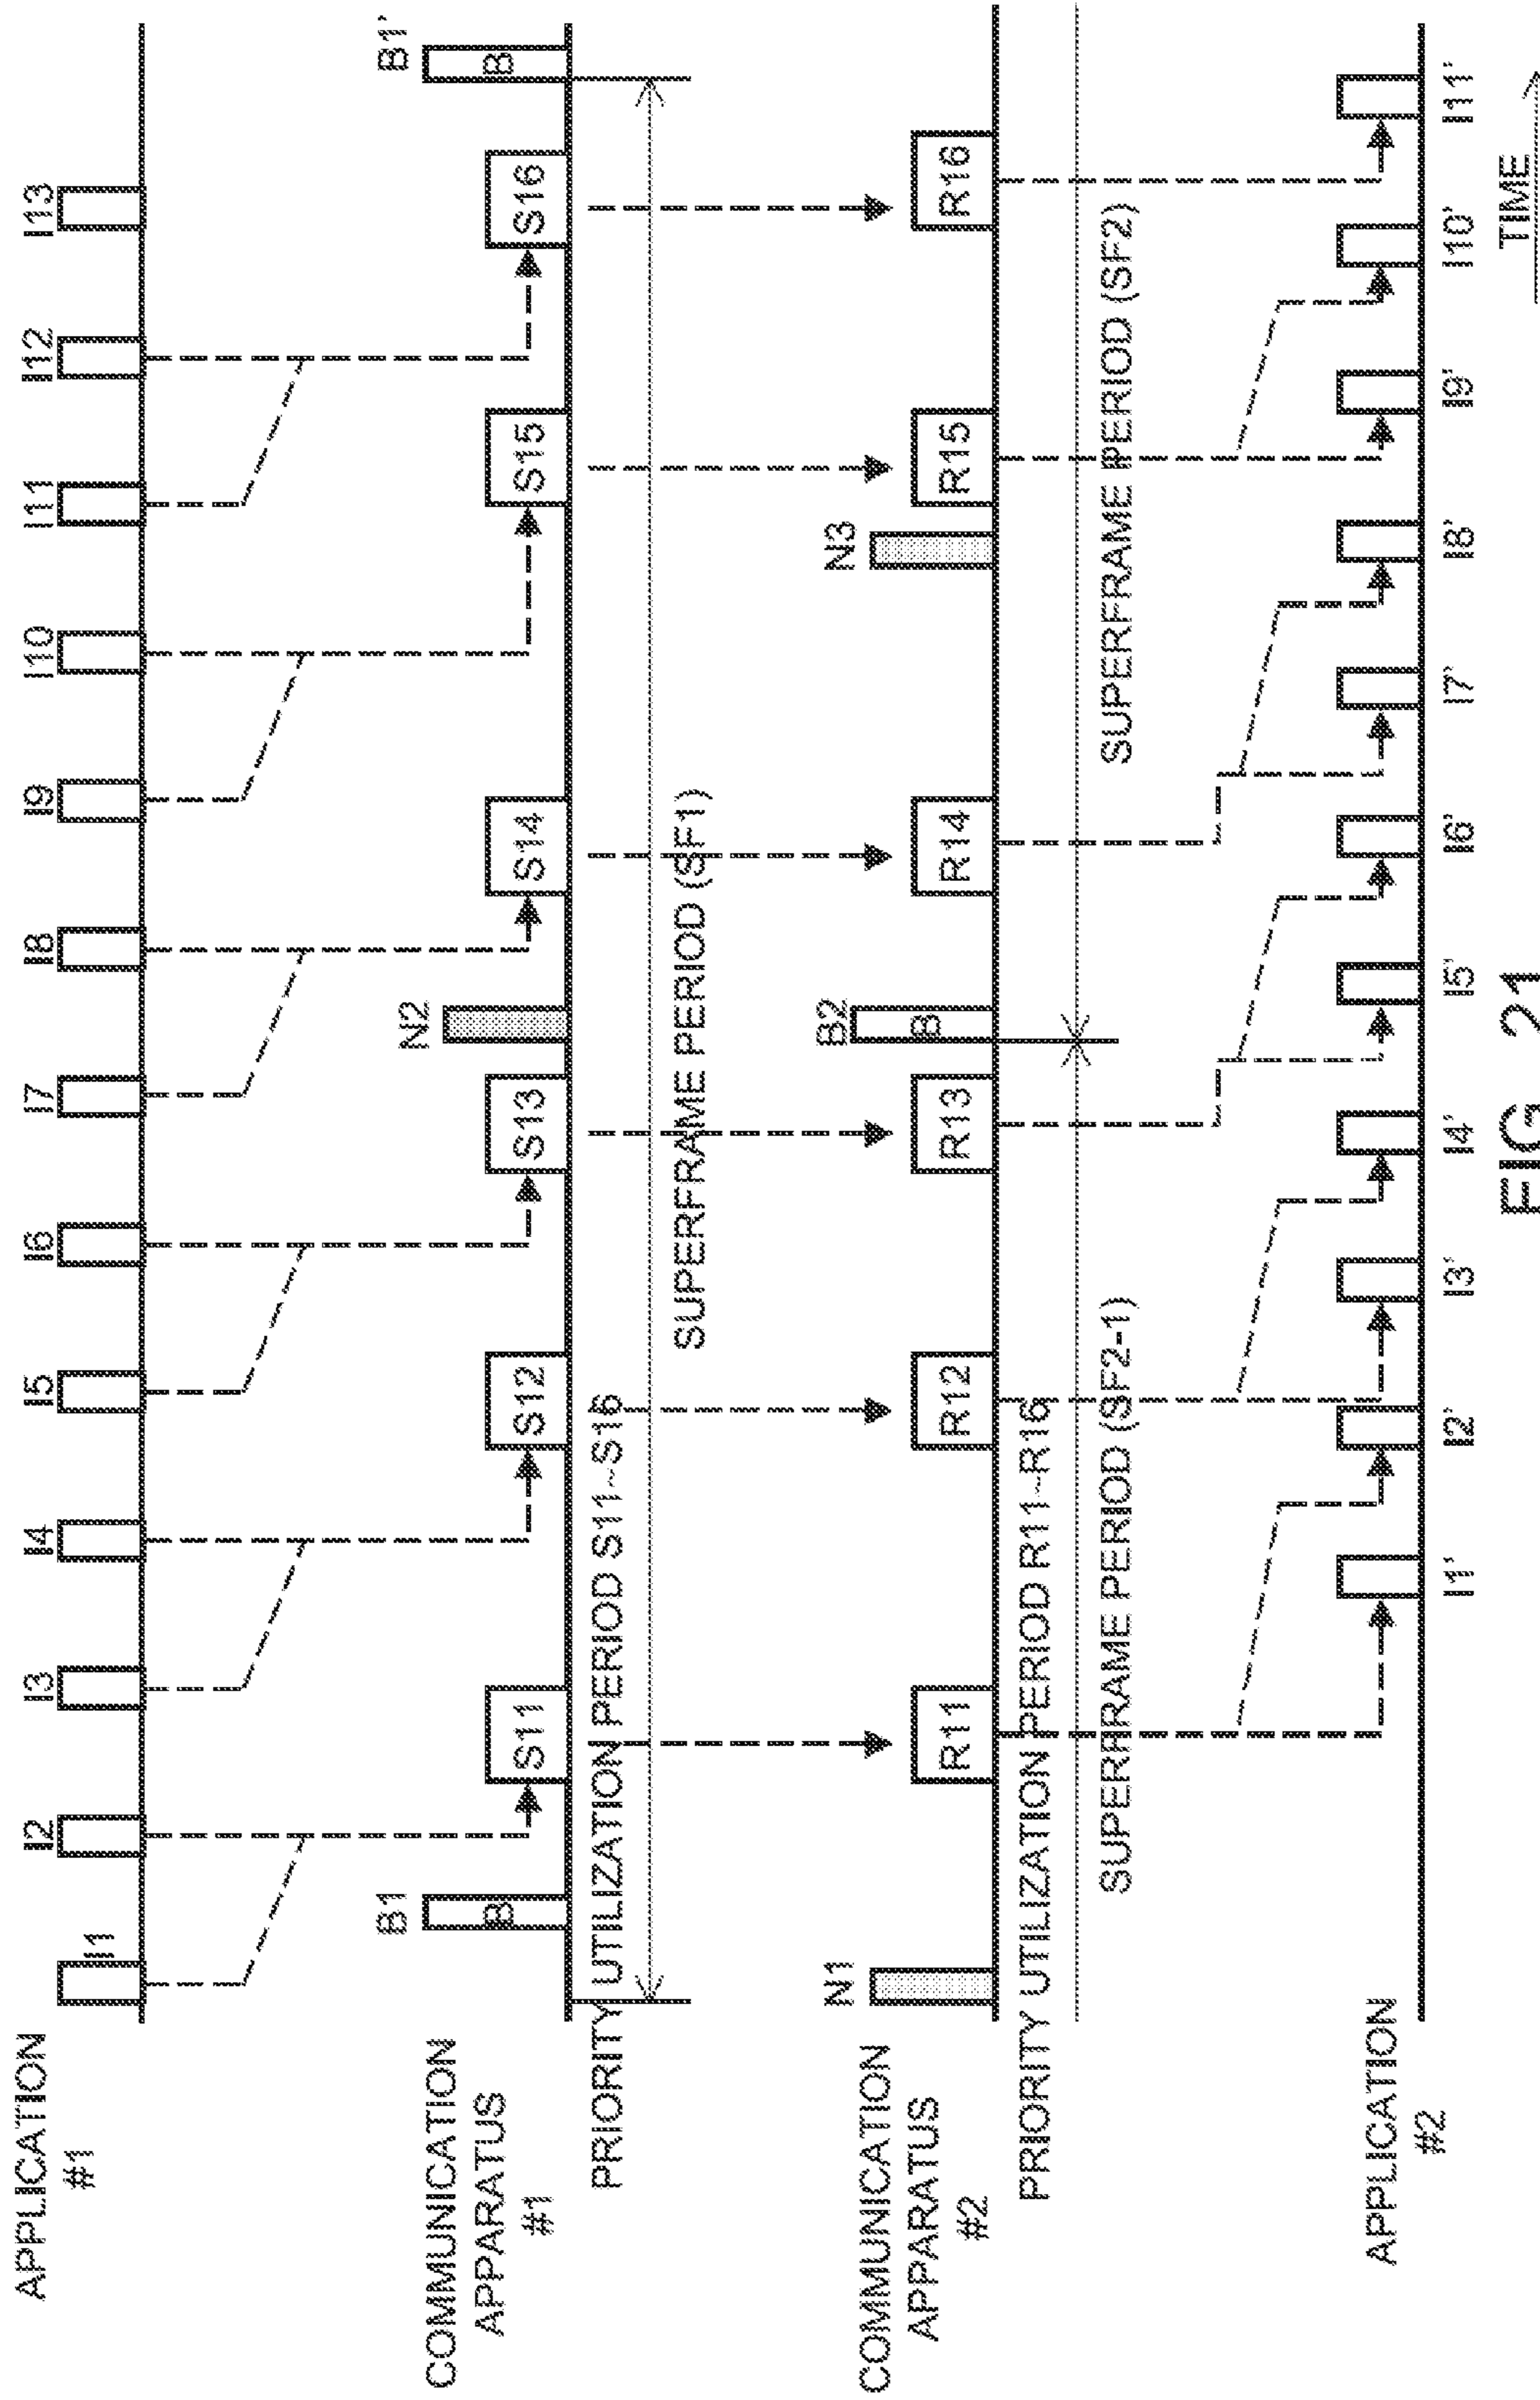 APPLICATION
#1
I1 I2 I3 I4 I5 I6 I7 I8 I9 I10 I11 I12 I13
COMMUNICATION
APPARATUS
#1
B1 N2 B1'
B S11 S12 S13 S14 S15 S16 B
PRIORITY UTILIZATION PERIOD S11~S16
SUPERFRAME PERIOD (SF1)
COMMUNICATION
APPARATUS
#2
N1 B2 N3
R11 R12 R13 B R14 R15 R16
PRIORITY UTILIZATION PERIOD R11~R16
SUPERFRAME PERIOD (SF2-1)
SUPERFRAME PERIOD (SF2)
APPLICATION
#2
I1' I2' I3' I4' I5' I6' I7' I8' I9' I10' I11'
TIME
FIG. 21